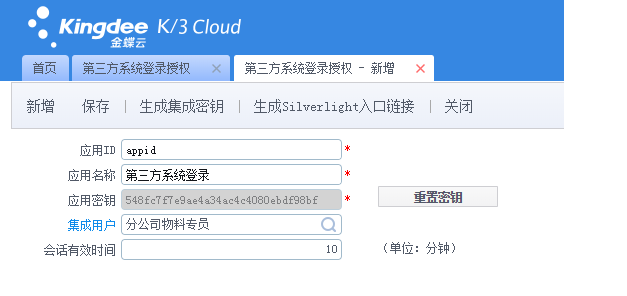 Kingdee K/3 Cloud
金蝶云
首页 第三方系统登录授权 第三方系统登录授权 - 新增
新增 保存 生成集成密钥 生成Silverlight入口链接 关闭
应用ID appid *
应用名称 第三方系统登录 *
应用密钥 548fc7f7e9ae4a34ac4c4080ebdf98bf * 重置密钥
集成用户 分公司物料专员
会话有效时间 10 (单位: 分钟)